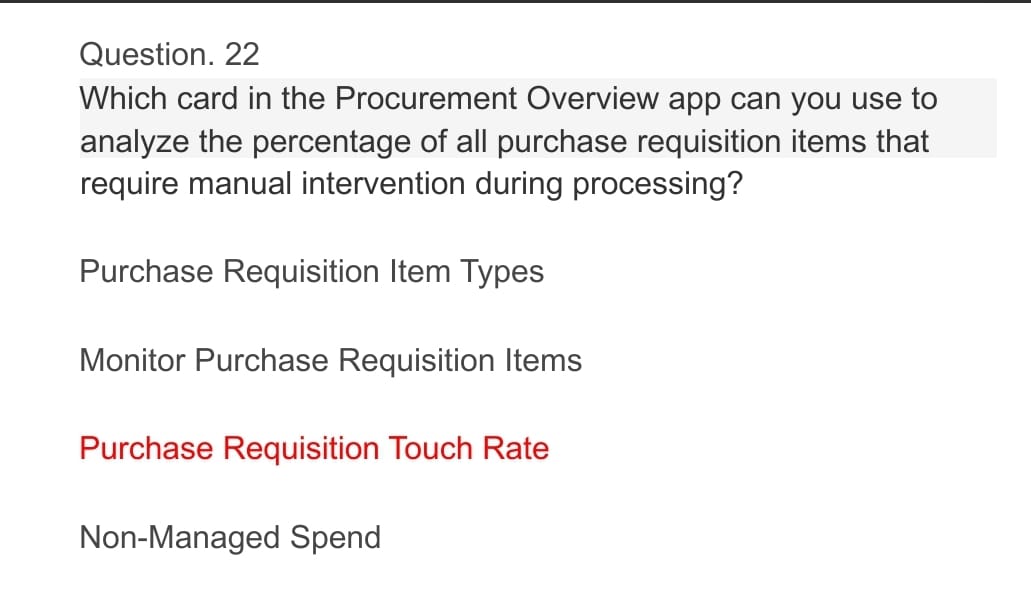 Question. 22
Which card in the Procurement Overview app can you use to
analyze the percentage of all purchase requisition items that
require manual intervention during processing?
Purchase Requisition Item Types
Monitor Purchase Requisition Items
Purchase Requisition Touch Rate
Non-Managed Spend